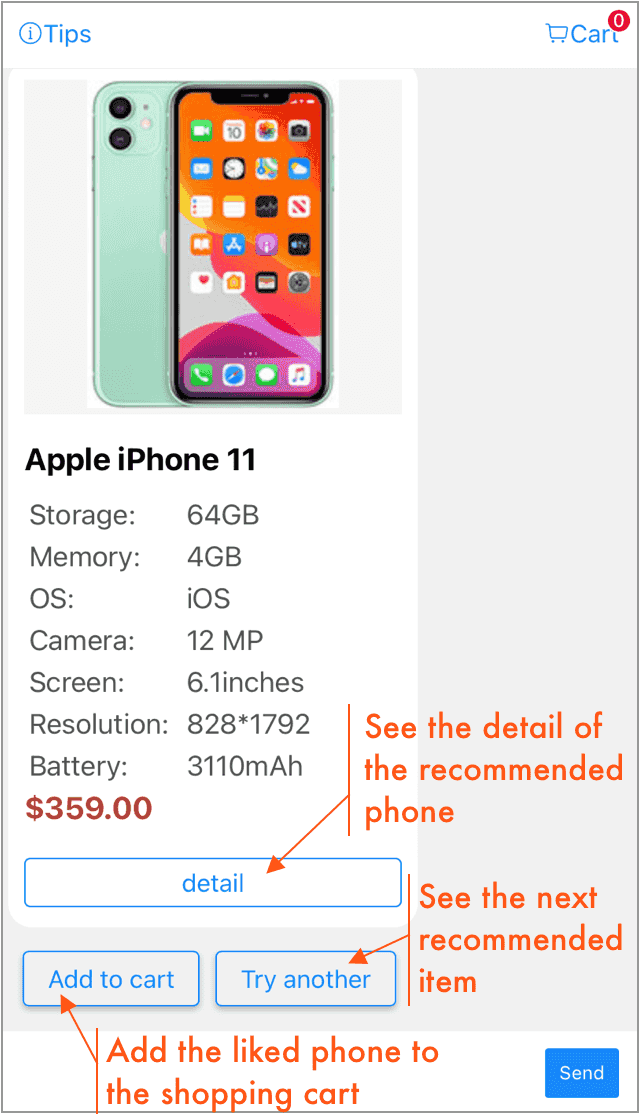 Tips
Cart
0
10
Apple iPhone 11
Storage: 64GB
Memory: 4GB
OS: iOS
Camera: 12 MP
Screen: 6.1inches
Resolution: 828*1792
Battery: 3110mAh
$359.00
See the detail of
the recommended
phone
detail
See the next
recommended
item
Add to cart
Try another
Add the liked phone to
the shopping cart
Send